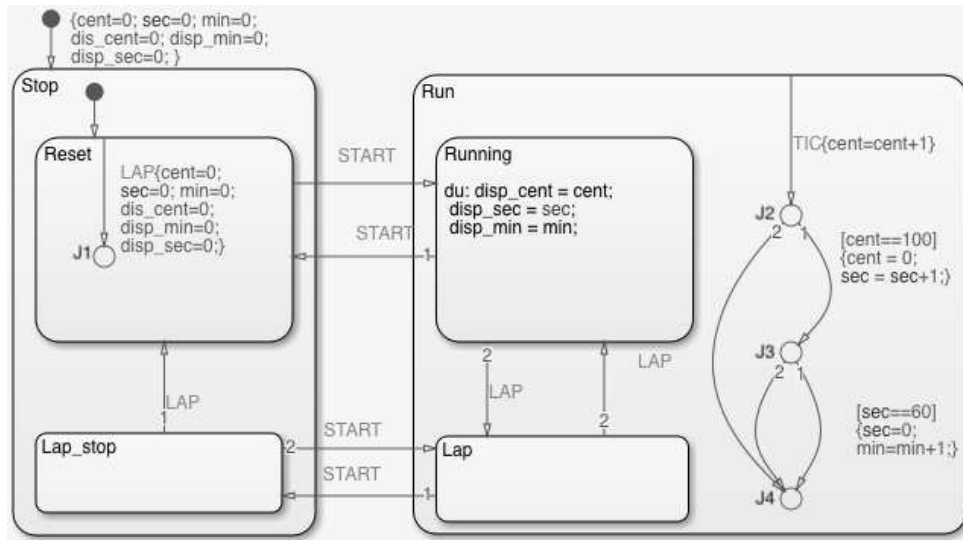 {cent=0; sec=0; min=0;
dis_cent=0; disp_min=0;
disp_sec=0; }
Stop
Reset
LAP{cent=0;
sec=0; min=0;
dis_cent=0;
disp_min=0;
disp_sec=0;}
J1
LAP
1
Lap_stop
START
START
1
2
START
START
1
Run
Running
du: disp_cent = cent;
disp_sec = sec;
disp_min = min;
2
LAP
LAP
2
Lap
TIC{cent=cent+1}
J2
2
1
[cent==100]
{cent = 0;
sec = sec+1;}
J3
2
1
[sec==60]
{sec=0;
min=min+1;}
J4